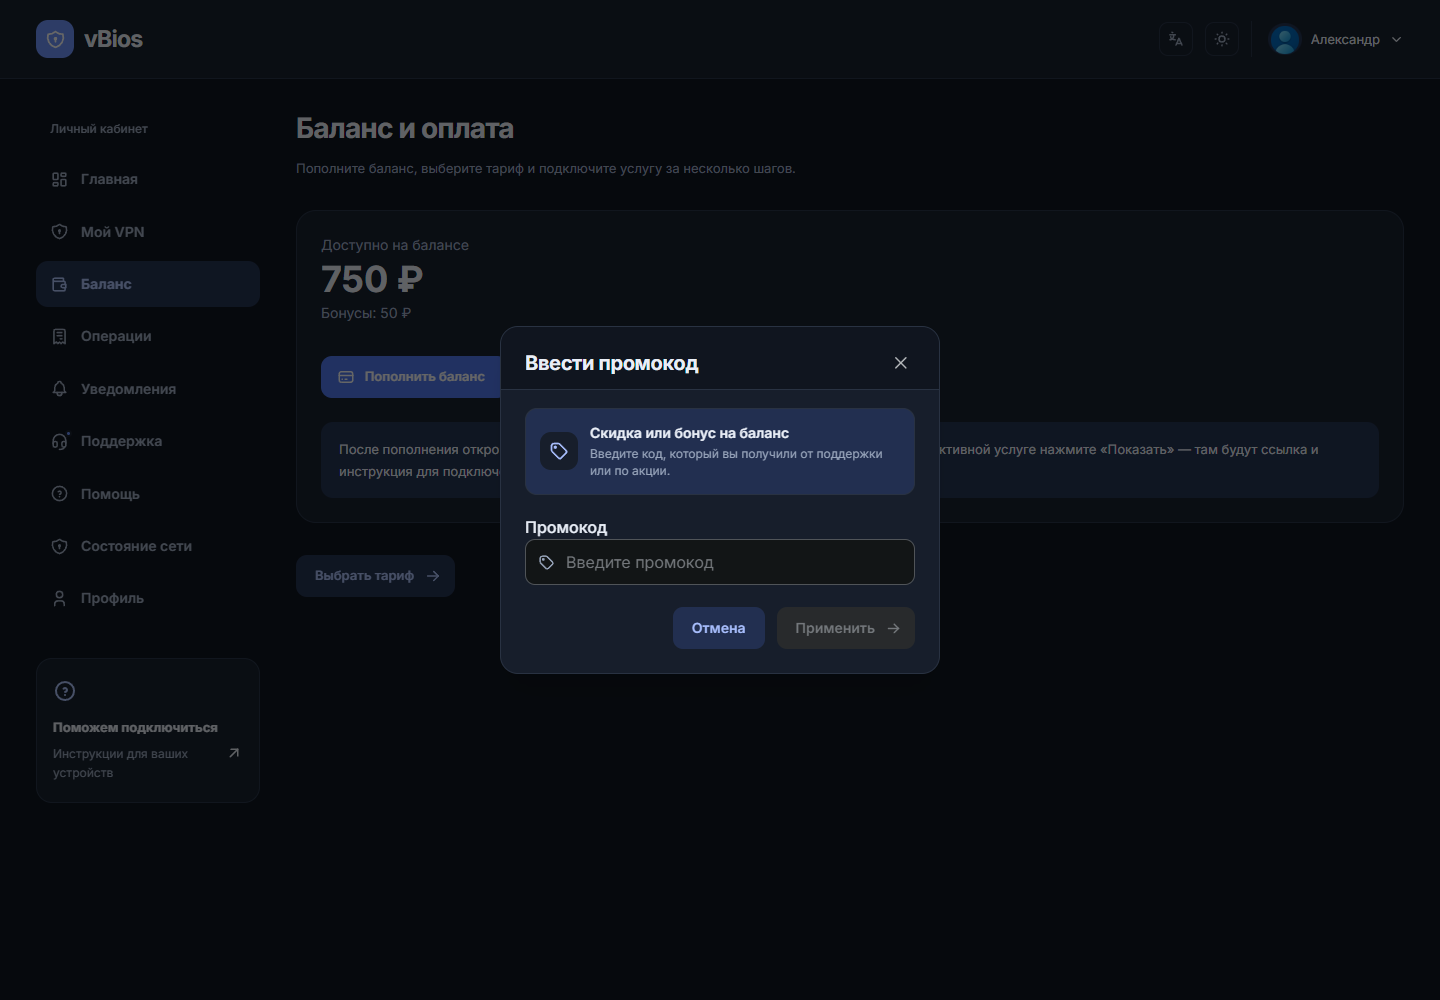 vBios
Александр
Личный кабинет
Главная
Мой VPN
Баланс
Операции
Уведомления
Поддержка
Помощь
Состояние сети
Профиль
Поможем подключиться
Инструкции для ваших
устройств
Баланс и оплата
Пополните баланс, выберите тариф и подключите услугу за несколько шагов.
Доступно на балансе
750 ₽
Бонусы: 50 ₽
Пополнить баланс
После пополнения откро
ктивной услуге нажмите «Показать» — там будут ссылка и
инструкция для подключ
Выбрать тариф
Ввести промокод
Скидка или бонус на баланс
Введите код, который вы получили от поддержки
или по акции.
Промокод
Введите промокод
Отмена
Применить